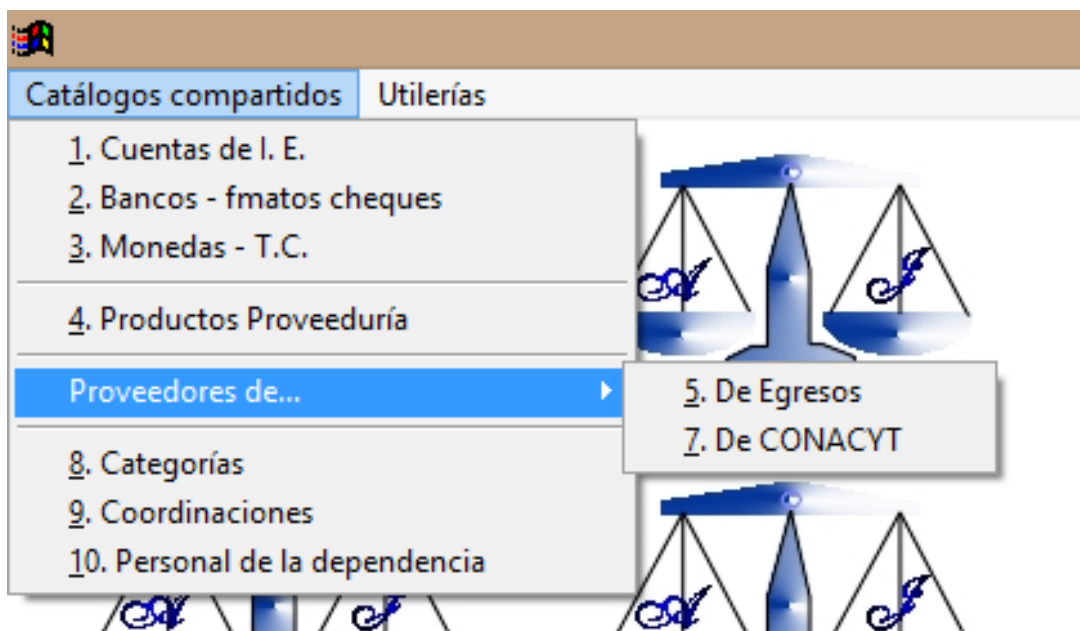 Catálogos compartidos Utilerías
1. Cuentas de I. E.
2. Bancos - fmatos cheques
3. Monedas - T.C.
4. Productos Proveeduría
Proveedores de...
5. De Egresos
7. De CONACYT
8. Categorías
9. Coordinaciones
10. Personal de la dependencia